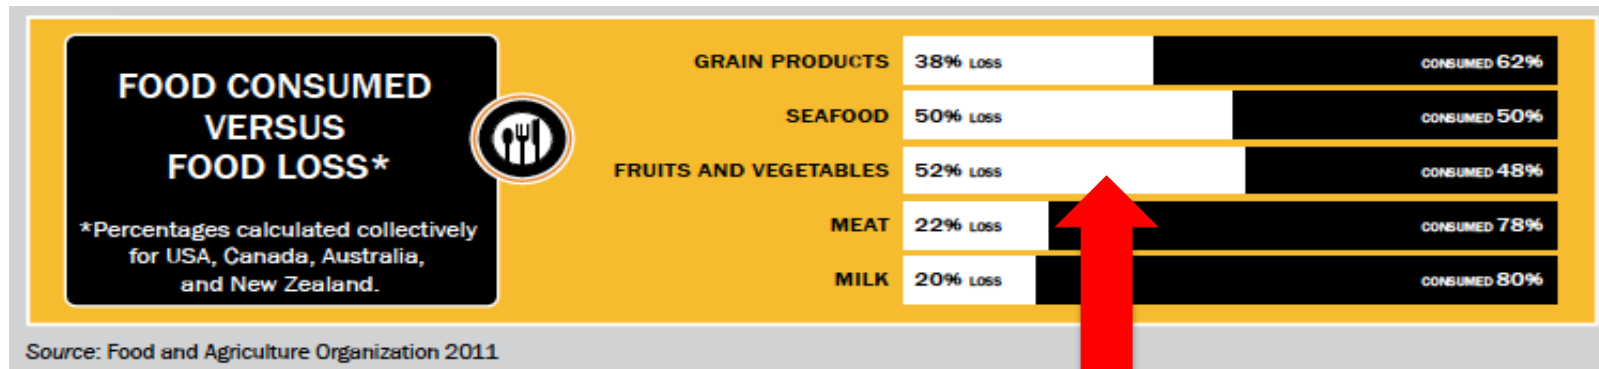 FOOD CONSUMED
VERSUS
FOOD LOSS*
*Percentages calculated collectively
for USA, Canada, Australia,
and New Zealand.
GRAIN PRODUCTS 38% LOSS CONSUMED 62%
SEAFOOD 50% LOSS CONSUMED 50%
FRUITS AND VEGETABLES 52% LOSS CONSUMED 48%
MEAT 22% LOSS CONSUMED 78%
MILK 20% LOSS CONSUMED 80%
Source: Food and Agriculture Organization 2011